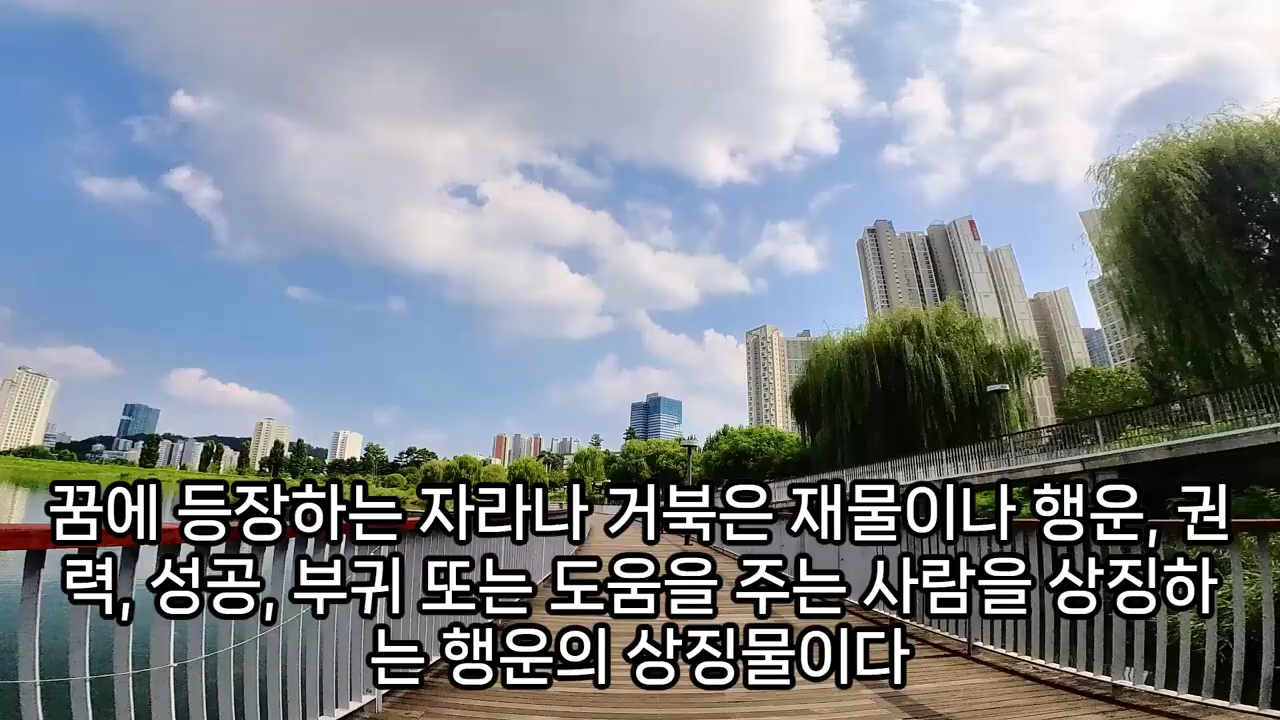 꿈에 등장하는 자라나 거북은 재물이나 행운, 권
력, 성공, 부귀 또는 도움을 주는 사람을 상징하
는 행운의 상징물이다